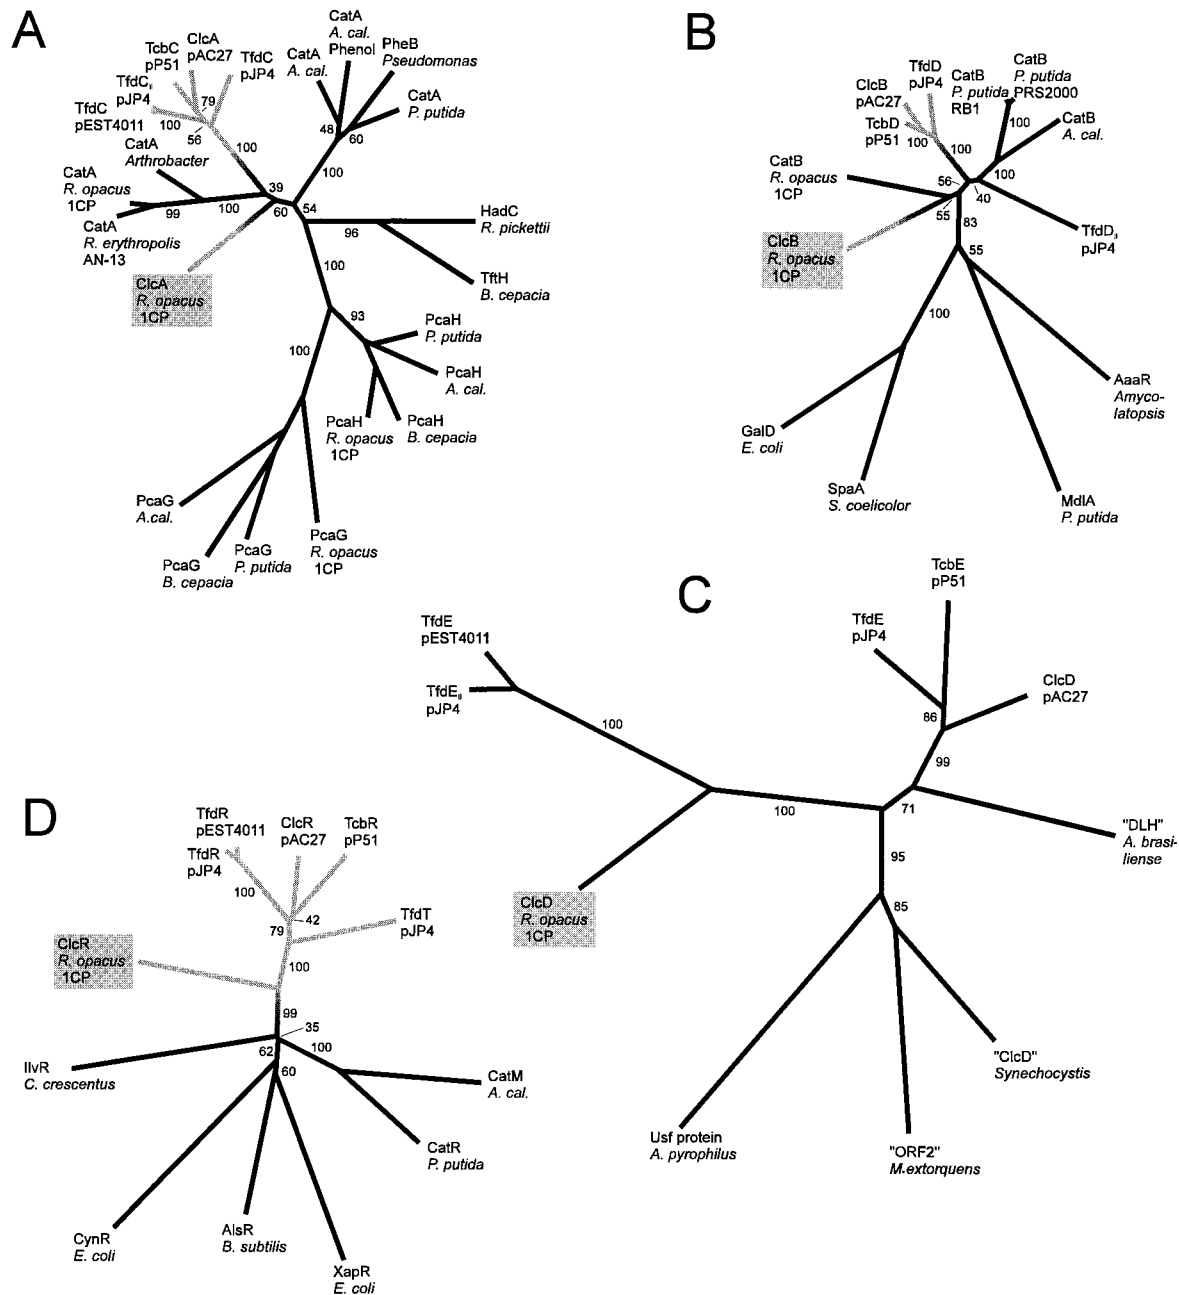 A
CatA
A. cal.
Phenol
ClcA
pAC27
TcbC
pP51
TfdC
pJP4
CatA
A. cal.
PheB
Pseudomonas
TfdCII
pJP4
CatA
P. putida
TfdC
pEST4011
79
100
56
48
60
CatA
Arthrobacter
100
100
CatA
R. opacus
1CP
39
99
100
60
54
CatA
R. erythropolis
AN-13
HadC
R. pickettii
96
ClcA
R. opacus
1CP
100
TftH
B. cepacia
93
PcaH
P. putida
100
PcaH
A. cal.
PcaH
R. opacus
1CP
PcaH
B. cepacia
PcaG
A.cal.
PcaG
B. cepacia
PcaG
P. putida
PcaG
R. opacus
1CP
B
TfdD
pJP4
CatB
P. putida
RB1
CatB
P. putida
PRS2000
ClcB
pAC27
TcbD
pP51
100
100
100
CatB
A. cal.
CatB
R. opacus
1CP
100
56
40
55
83
TfdDII
pJP4
ClcB
R. opacus
1CP
55
100
AaaR
Amyco-
latopsis
GalD
E. coli
SpaA
S. coelicolor
MdlA
P. putida
C
TcbE
pP51
TfdE
pEST4011
TfdE
pJP4
TfdEII
pJP4
ClcD
pAC27
100
86
99
100
71
"DLH"
A. brasi-
liense
95
ClcD
R. opacus
1CP
85
"ClcD"
Synechocystis
Usf protein
A. pyrophilus
"ORF2"
M.extorquens
D
TfdR
pEST4011
ClcR
pAC27
TcbR
pP51
TfdR
pJP4
100
42
79
TfdT
pJP4
ClcR
R. opacus
1CP
100
99
35
62
100
60
IlvR
C. crescentus
CatM
A. cal.
CatR
P. putida
CynR
E. coli
AlsR
B. subtilis
XapR
E. coli